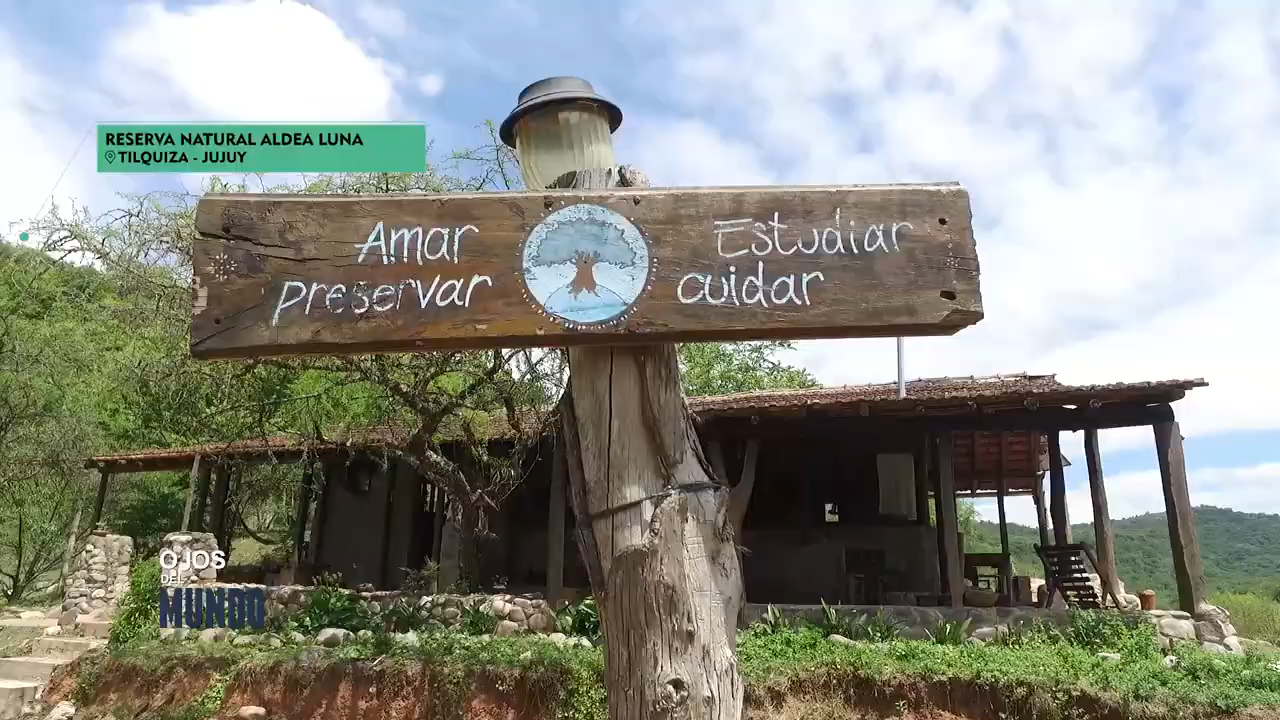 RESERVA NATURAL ALDEA LUNA
TILQUIZA - JUJUY
Amar
preservar
Estudiar
cuidar
OJOS
DEL
MUNDO